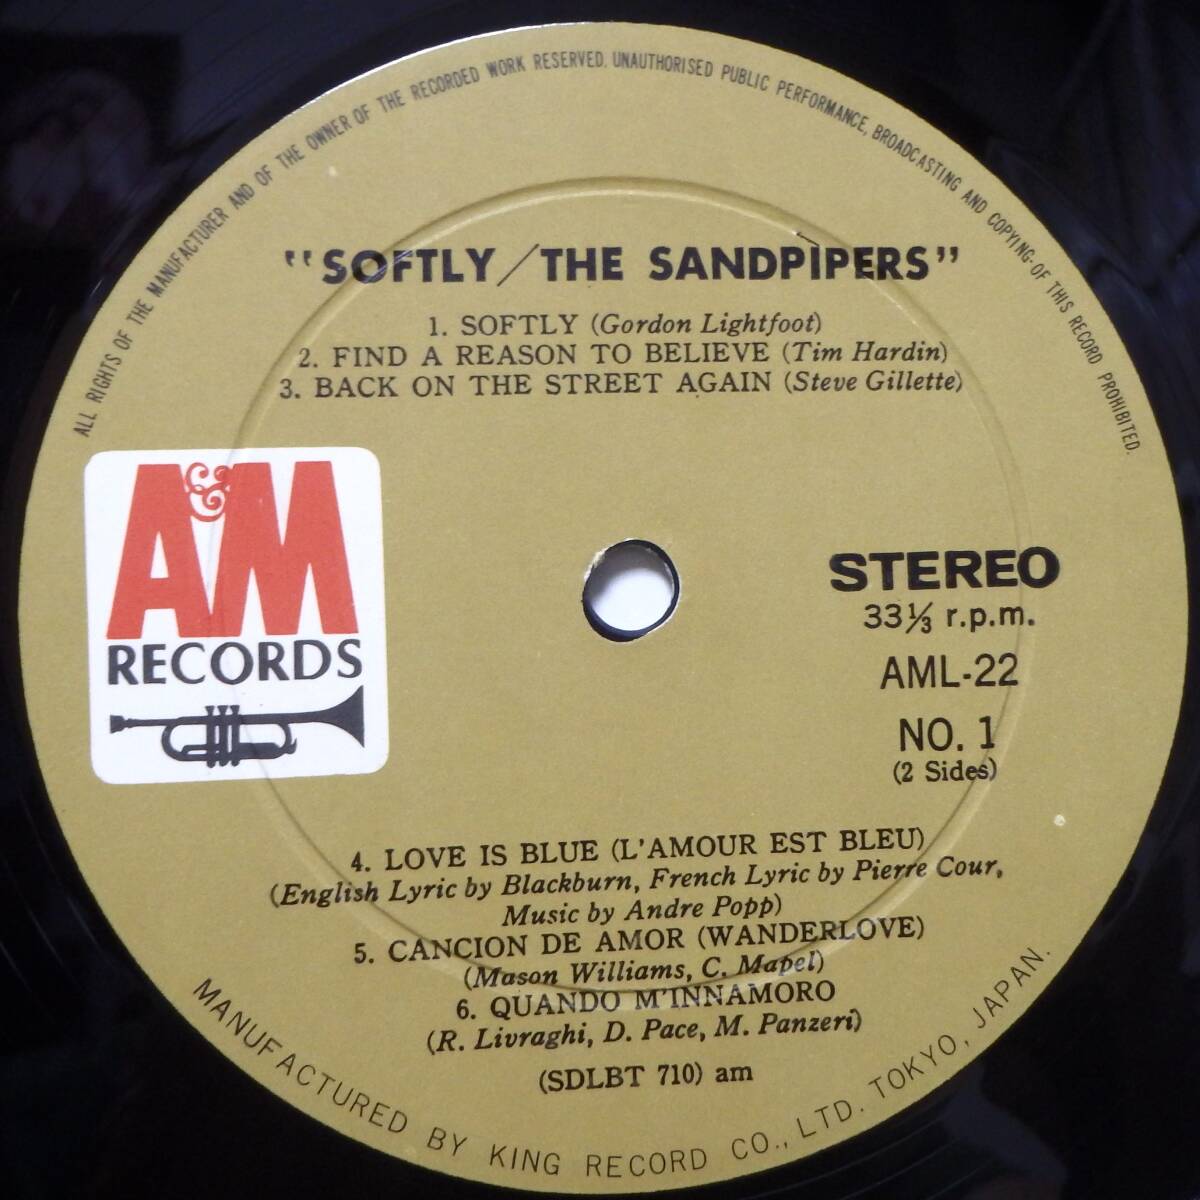 ALL RIGHTS OF THE MANUFACTURER AND OF THE OWNER OF THE RECORDED WORK RESERVED. UNAUTHORISED PUBLIC PERFORMANCE, BROADCASTING AND COPYING-OF THIS RECORD PROHIBITED.
"SOFTLY/THE SANDPIPERS"
1. SOFTLY (Gordon Lightfoot)
2. FIND A REASON TO BELIEVE (Tim Hardin)
3. BACK ON THE STREET AGAIN (Steve Gillette)
A&M
RECORDS
STEREO
33⅓ r.p.m.
AML-22
NO. 1
(2 Sides)
4. LOVE IS BLUE (L'AMOUR EST BLEU)
(English Lyric by Blackburn, French Lyric by Pierre Cour,
Music by Andre Popp)
5. CANCION DE AMOR (WANDERLOVE)
(Mason Williams, C. Mapel)
6. QUANDO M'INNAMORO
(R. Livraghi, D. Pace, M. Panzeri)
(SDLBT 710) am
MANUFACTURED BY KING RECORD CO., LTD. TOKYO, JAPAN.